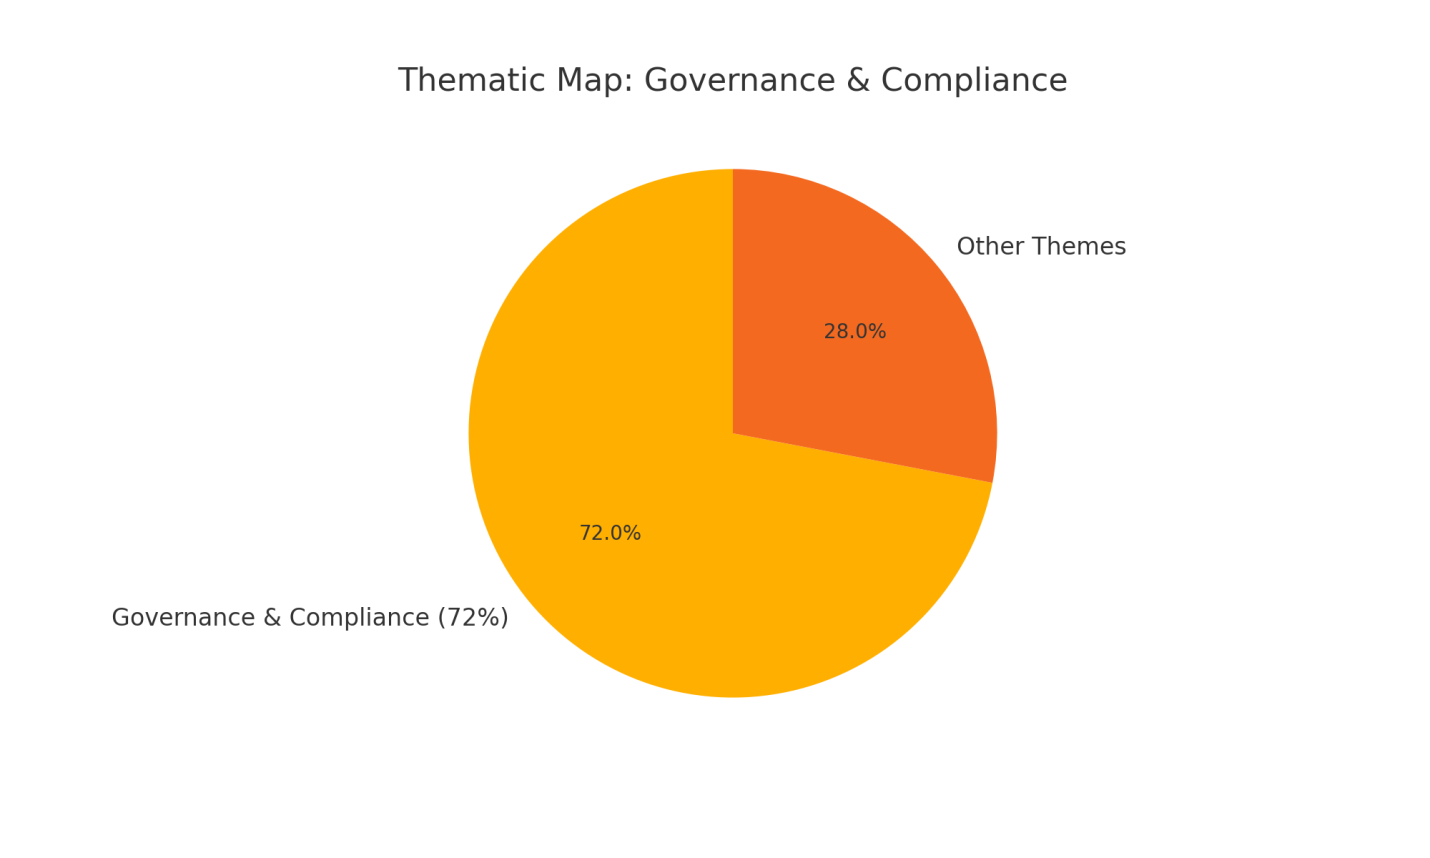 Thematic Map: Governance & Compliance
Other Themes
28.0%
72.0%
Governance & Compliance (72%)